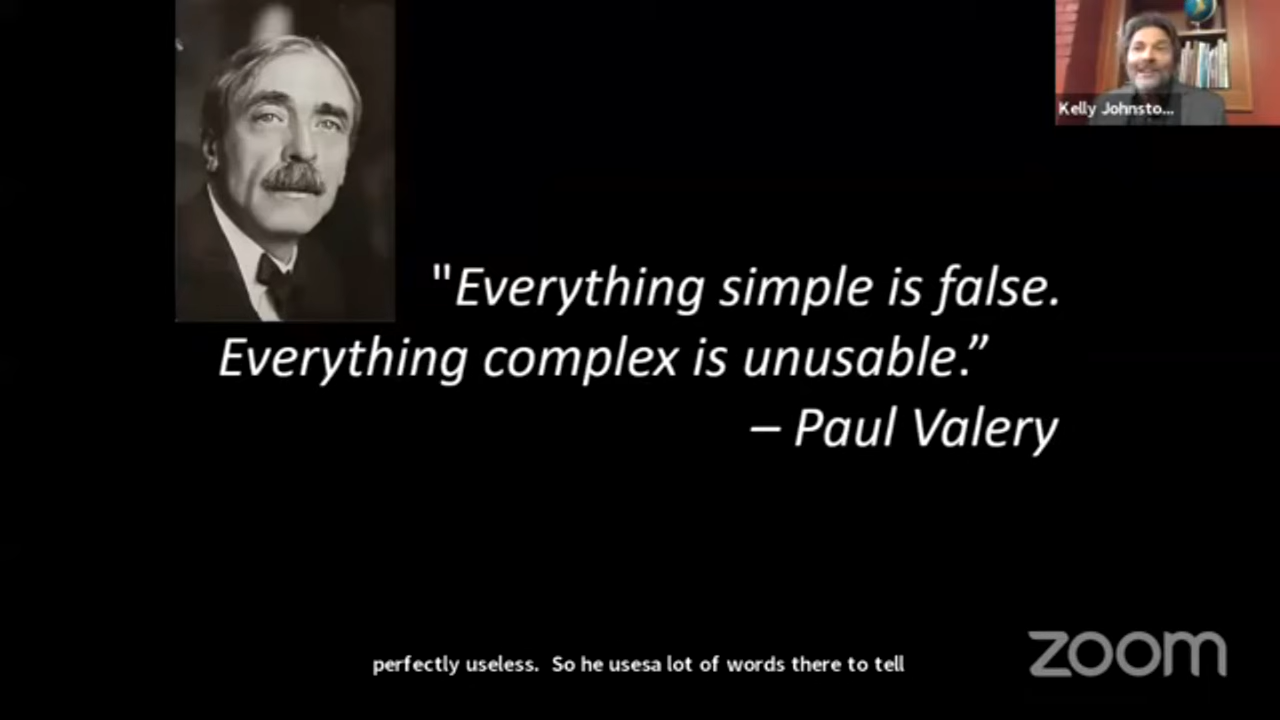 Kelly Johnsto...
"Everything simple is false.
Everything complex is unusable.”
– Paul Valery
perfectly useless. So he usesa lot of words there to tell
zoom